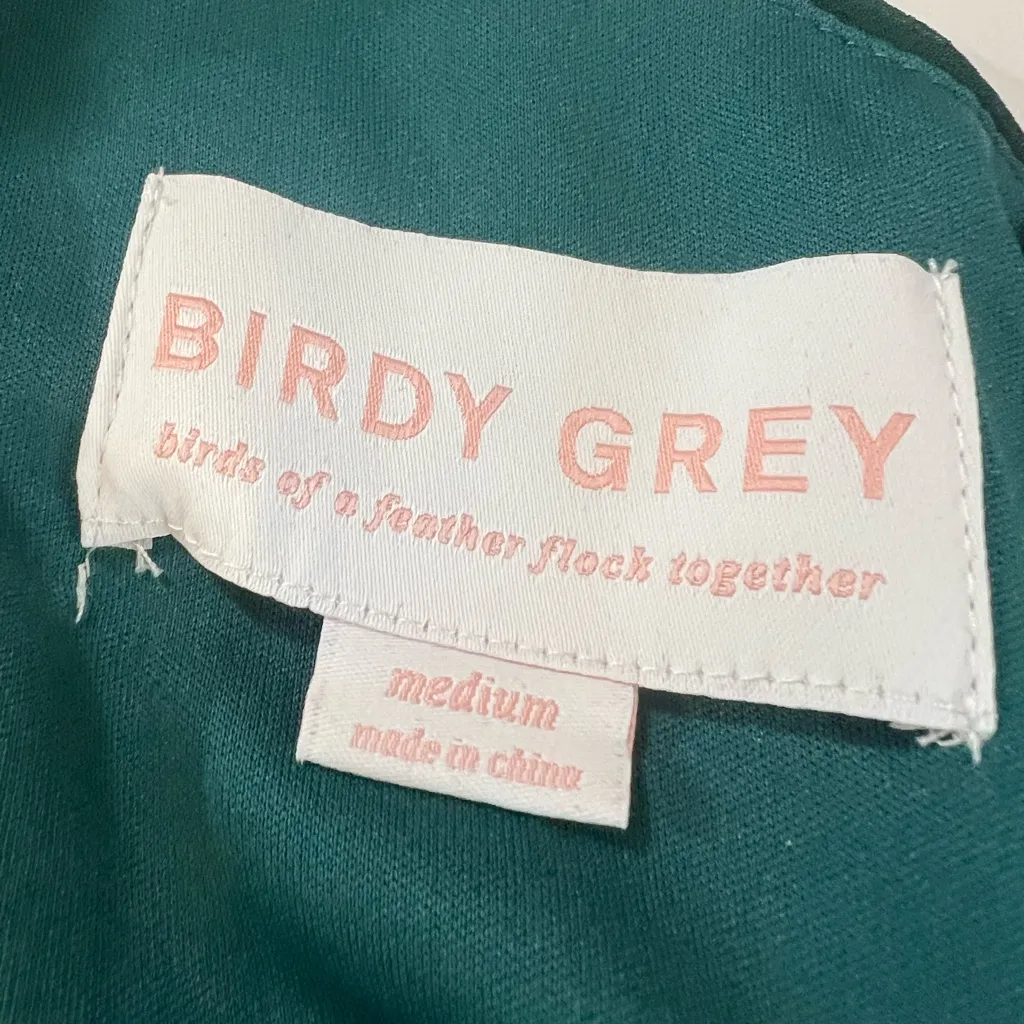 BIRDY GREY
birds of a feather flock together
medium
made in china